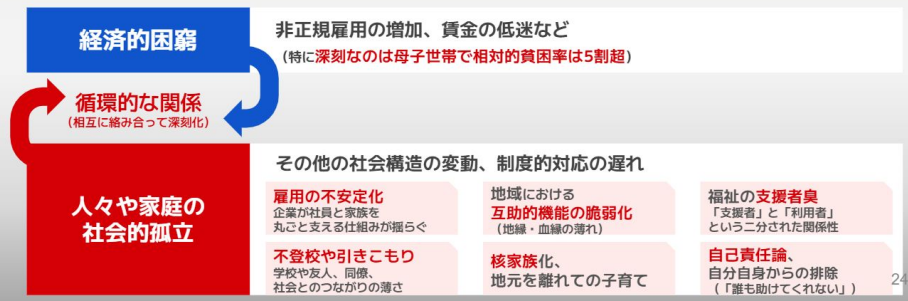 経済的困窮
非正規雇用の増加、賃金の低迷など
(特に深刻なのは母子世帯で相対的貧困率は5割超)
循環的な関係
(相互に絡み合って深刻化)
人々や家庭の
社会的孤立
その他の社会構造の変動、制度的対応の遅れ
雇用の不安定化
企業が社員と家族を
丸ごと支える仕組みが揺らぐ
地域における
互助的機能の脆弱化
(地縁・血縁の薄れ)
福祉の支援者臭
「支援者」と「利用者」
という二分された関係性
不登校や引きこもり
学校や友人、同僚、
社会とのつながりの薄さ
核家族化、
地元を離れての子育て
自己責任論、
自分自身からの排除
(「誰も助けてくれない」)
24